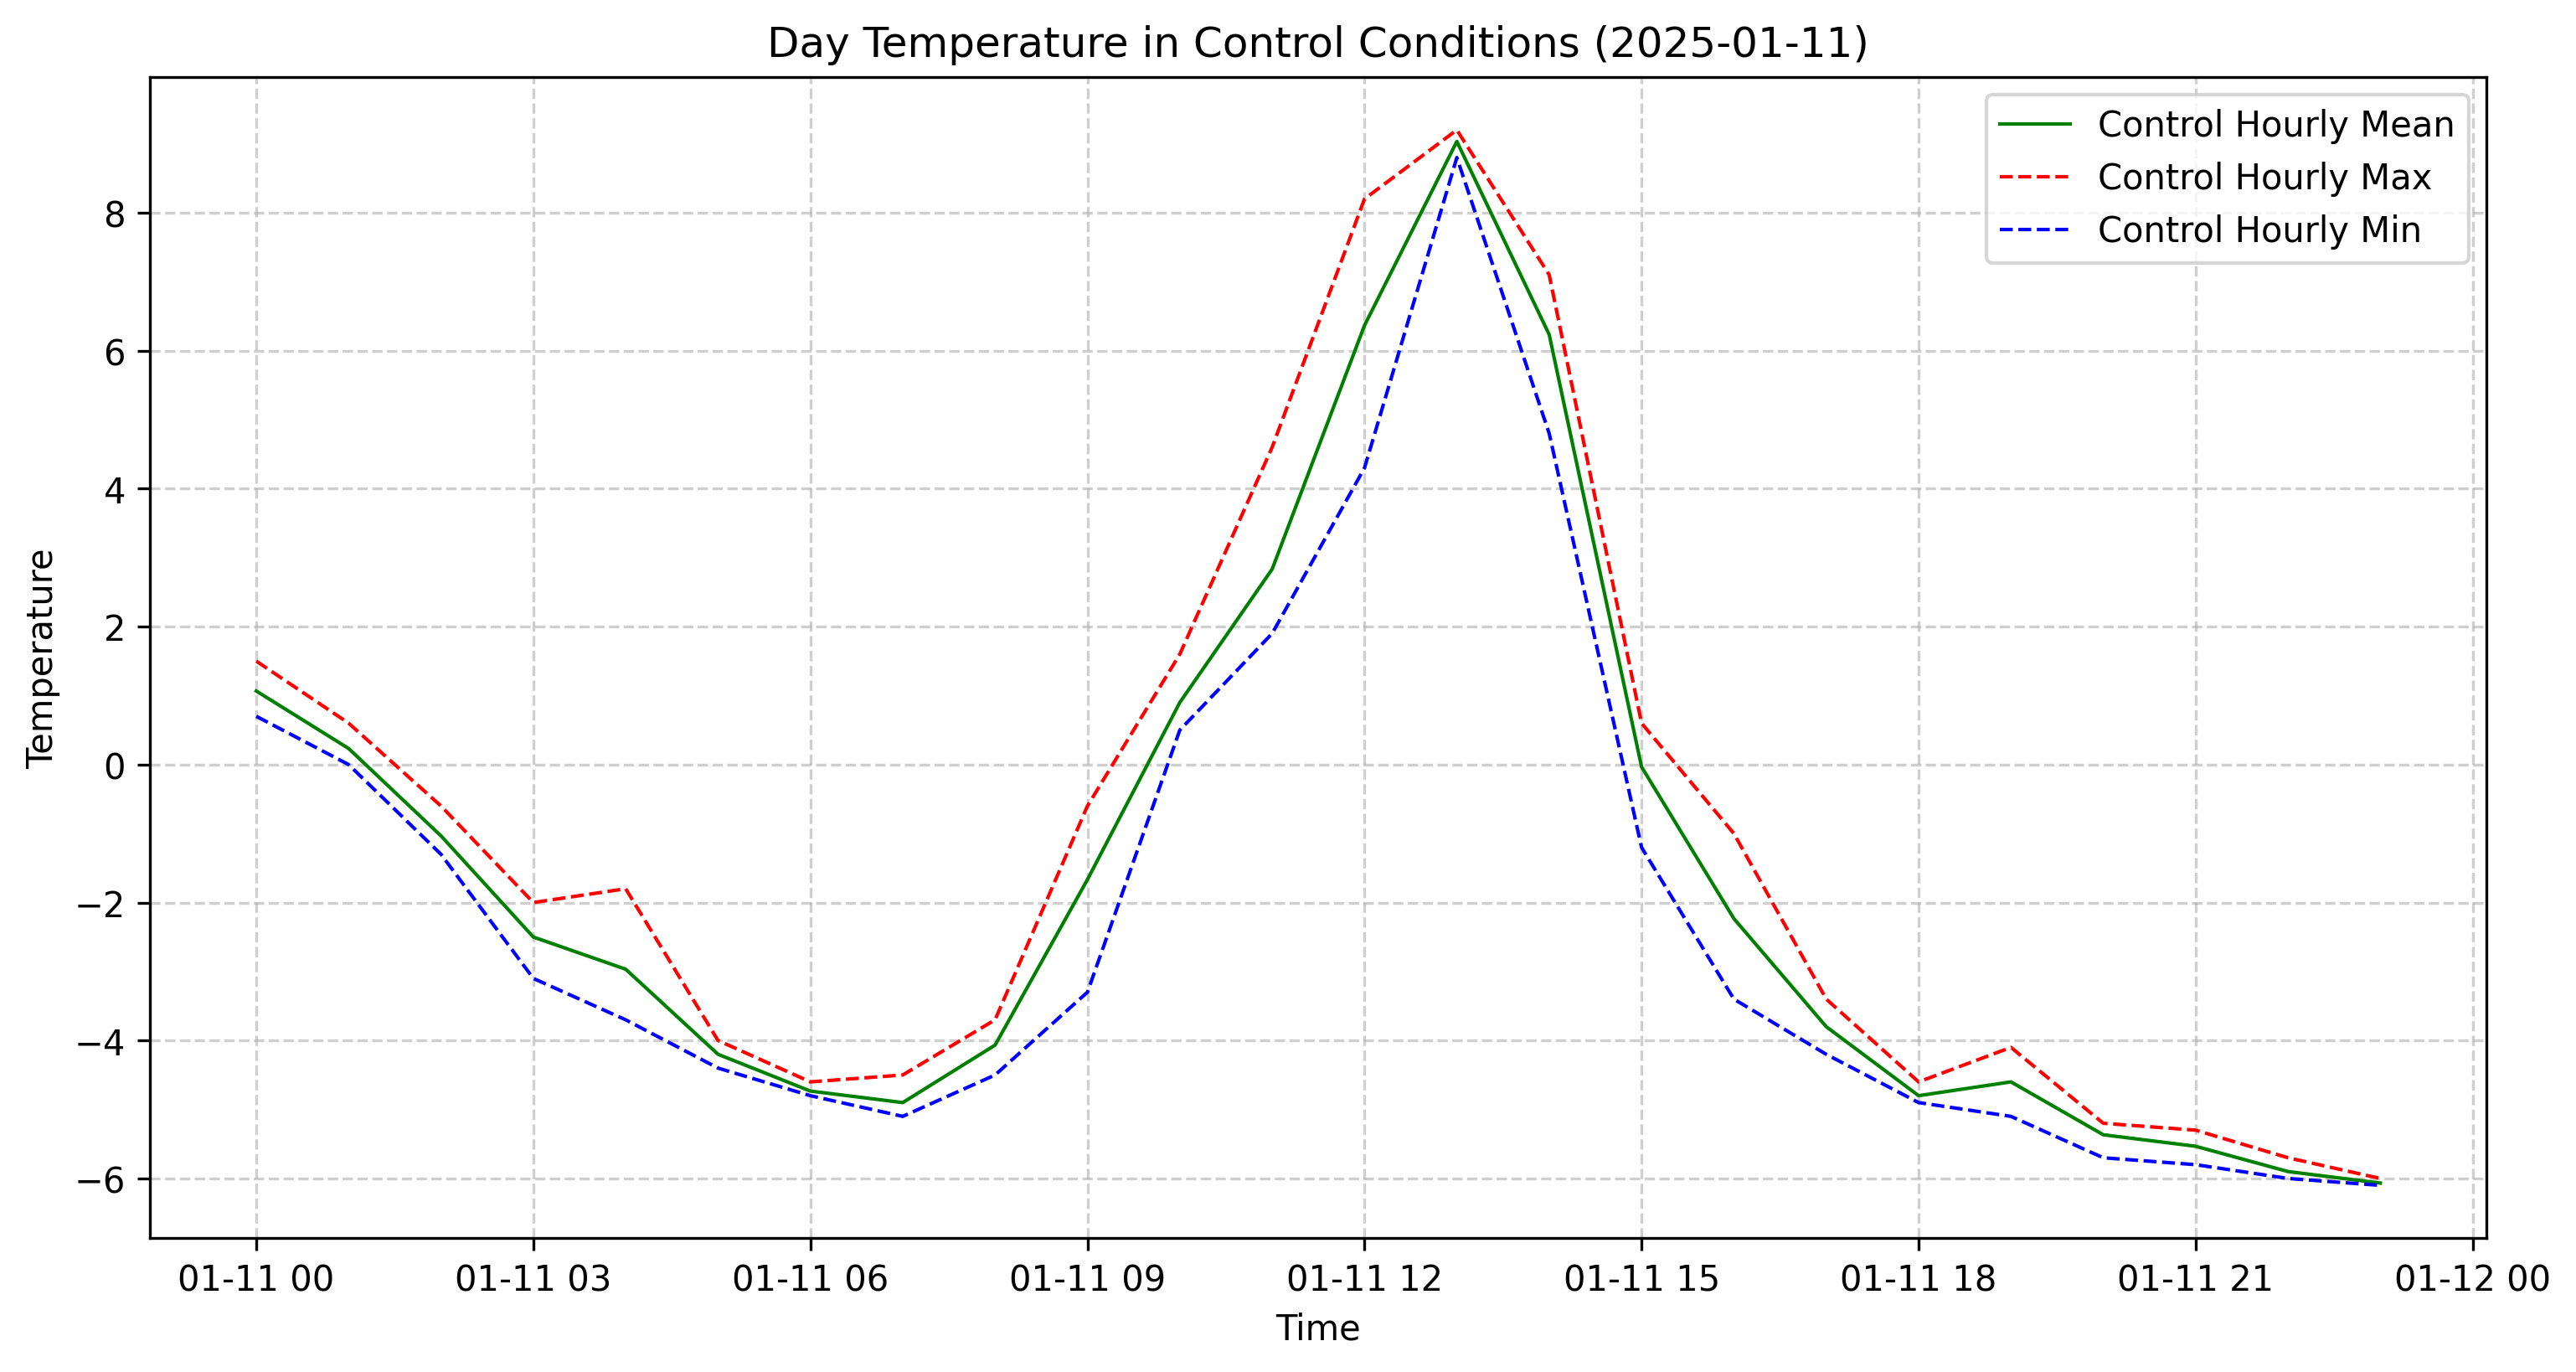 Day Temperature in Control Conditions (2025-01-11)
Control Hourly Mean
Control Hourly Max
Control Hourly Min
Temperature
8
6
4
2
0
−2
−4
−6
01-11 00 01-11 03 01-11 06 01-11 09 01-11 12 01-11 15 01-11 18 01-11 21 01-12 00
Time